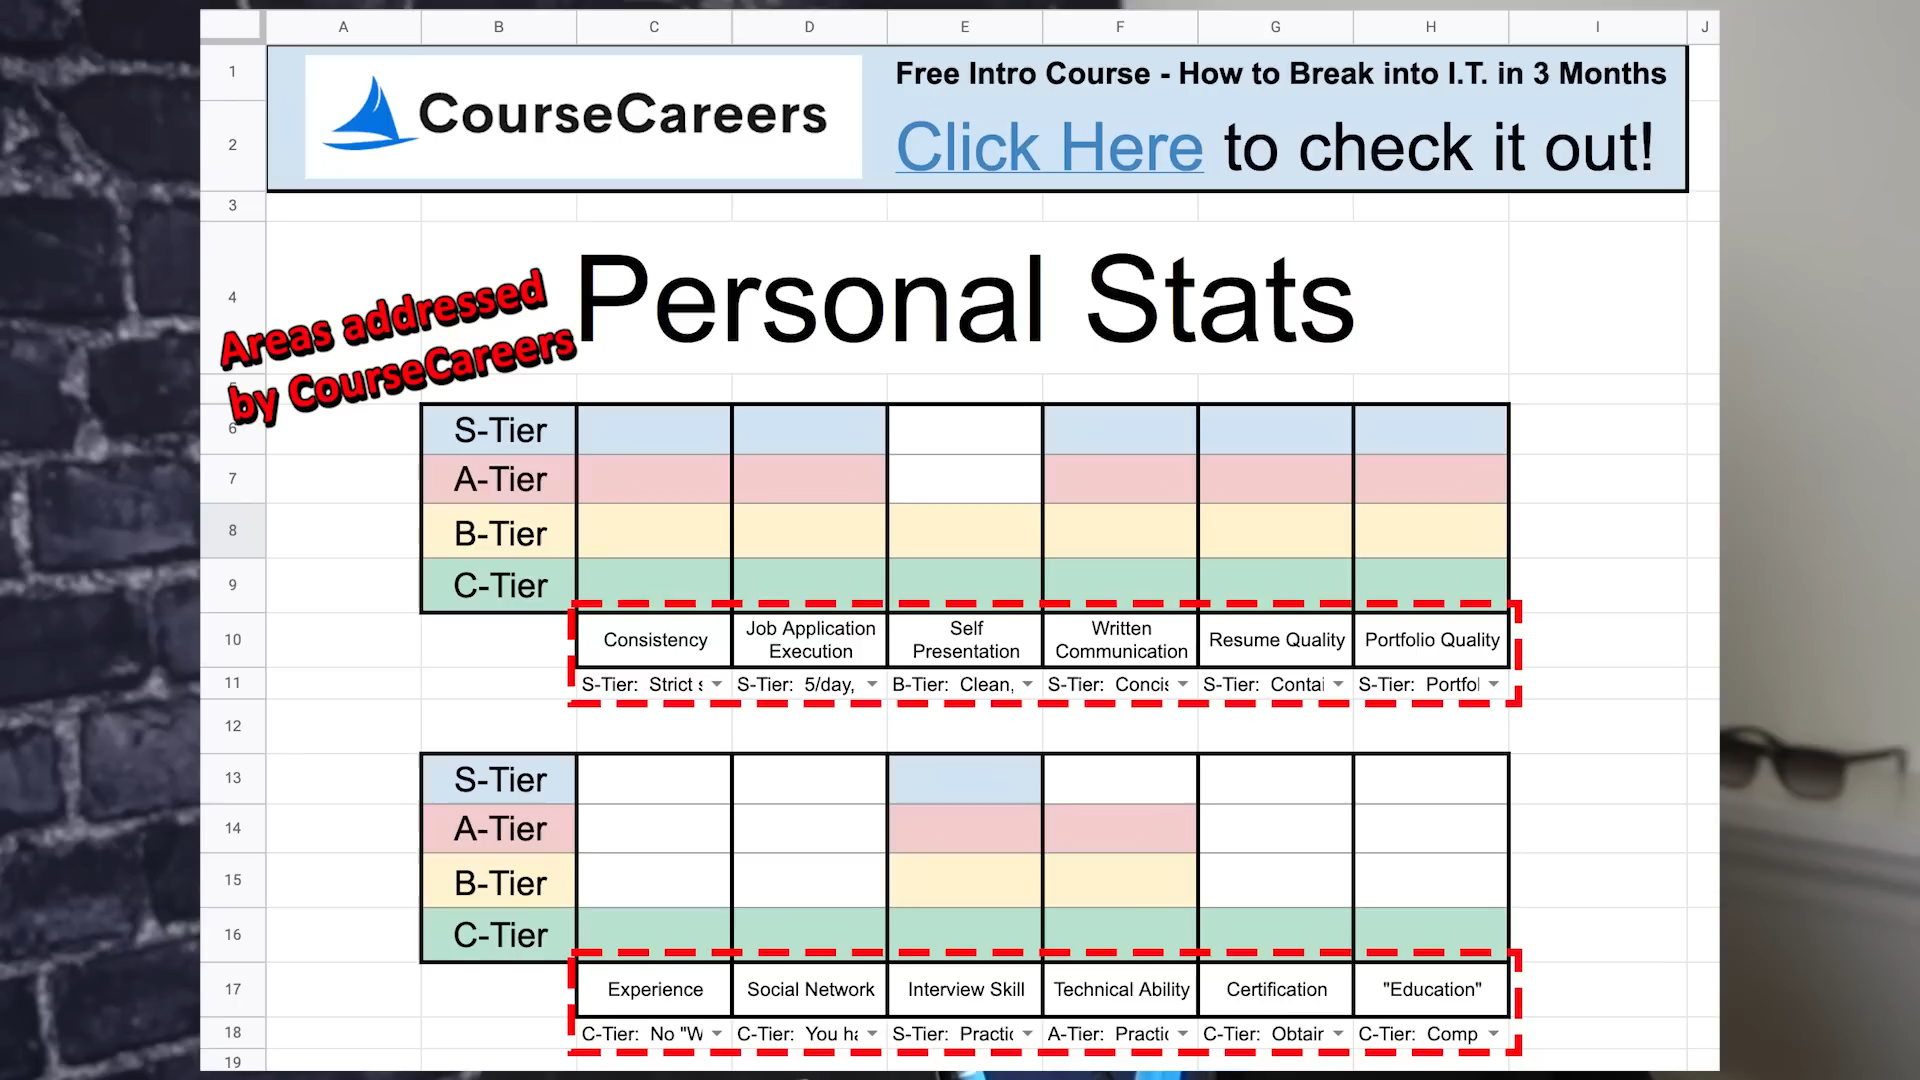 A B C D E F G H I J
1
CourseCareers
Free Intro Course - How to Break into I.T. in 3 Months
2
Click Here to check it out!
3
4
Personal Stats
Areas addressed
by CourseCareers
6 S-Tier
7 A-Tier
8 B-Tier
9 C-Tier
10 Consistency Job Application Execution Self Presentation Written Communication Resume Quality Portfolio Quality
11 S-Tier: Strict S-Tier: 5/day, B-Tier: Clean, S-Tier: Concis S-Tier: Contai S-Tier: Portfol
12
13 S-Tier
14 A-Tier
15 B-Tier
16 C-Tier
17 Experience Social Network Interview Skill Technical Ability Certification "Education"
18 C-Tier: No "W C-Tier: You ha S-Tier: Practic A-Tier: Practic C-Tier: Obtair C-Tier: Comp
19